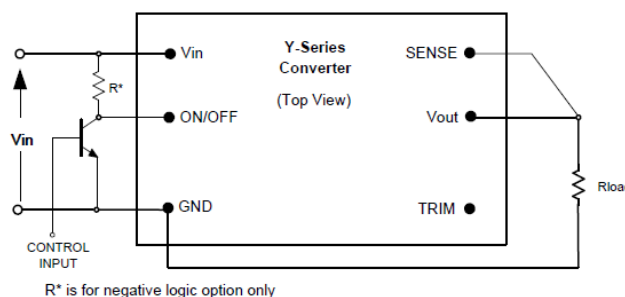 Y-Series
Converter
(Top View)
Vin
SENSE
R*
ON/OFF
Vout
Vin
GND
TRIM
Rloa
CONTROL
INPUT
R* is for negative logic option only